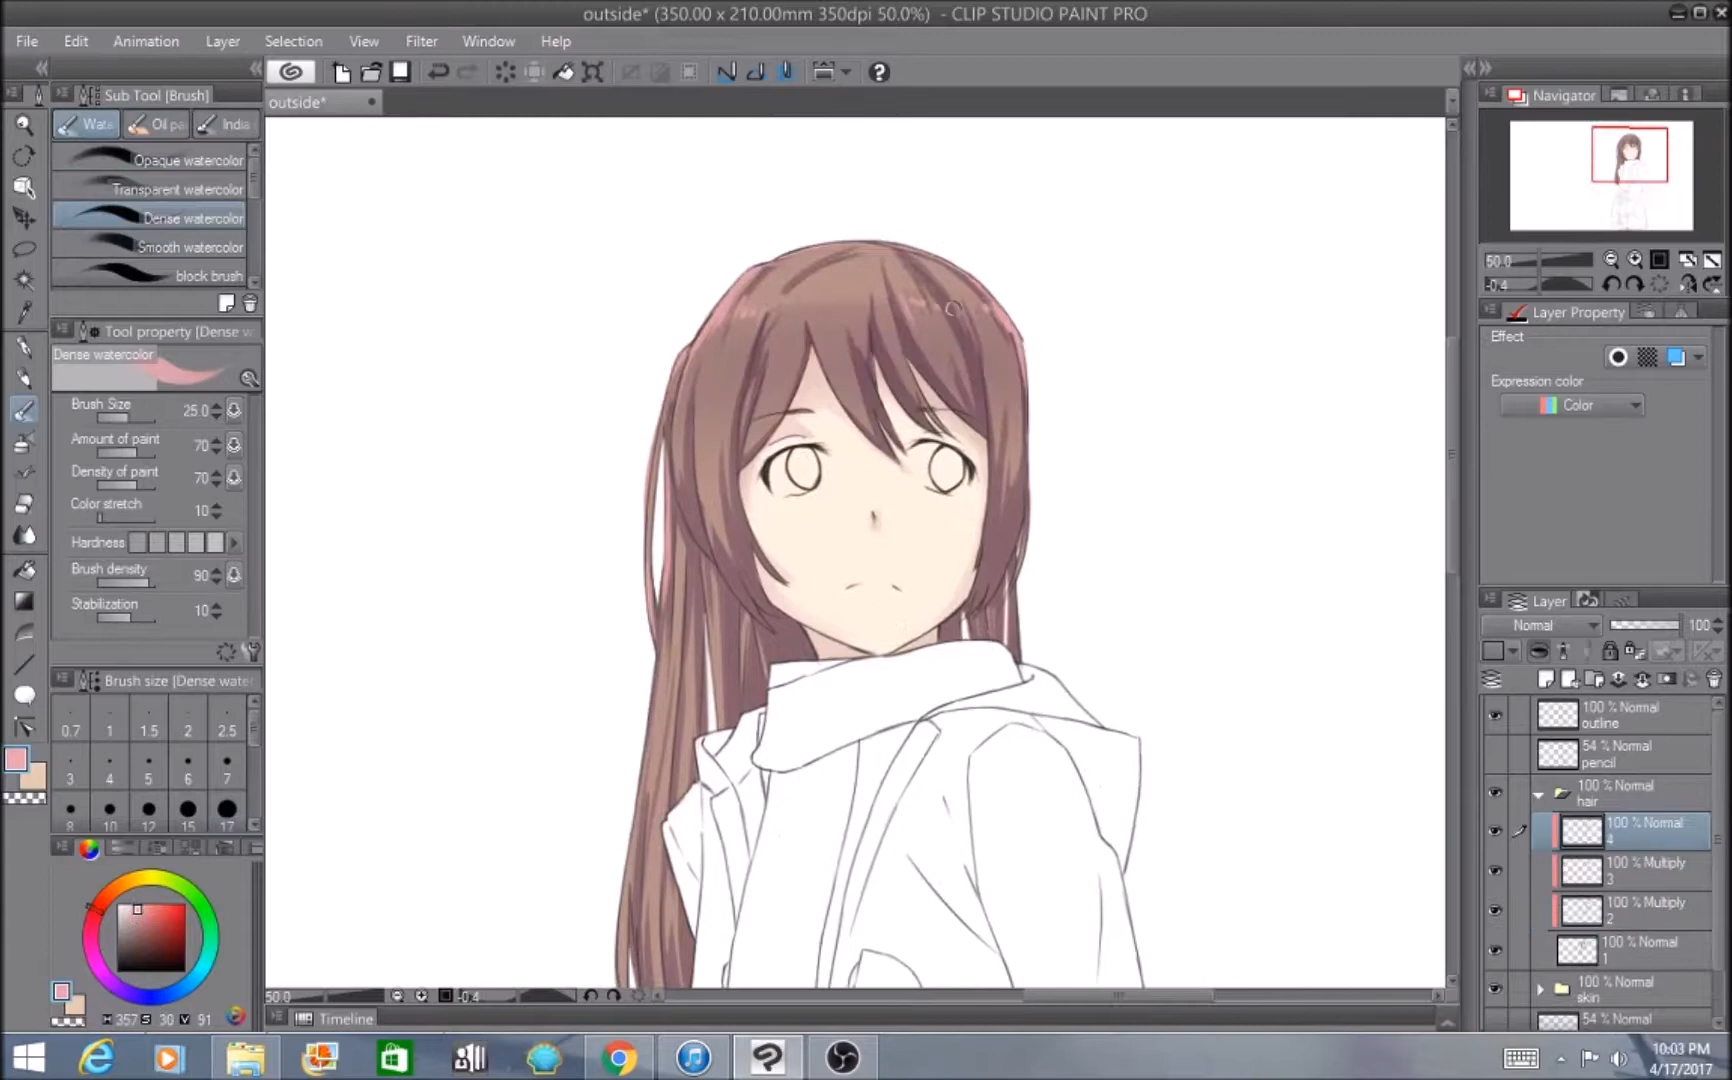 outside* (350.00 x 210.00mm 350dpi 50.0%) - CLIP STUDIO PAINT PRO
File Edit Animation Layer Selection View Filter Window Help
Sub Tool [Brush]
outside*
Navigator
Wate Oil pa India
Opaque watercolor
Transparent watercolor
Dense watercolor
Smooth watercolor
block brush
50.0
-0.4
Tool property [Dense w
Layer Property
Dense watercolor
Effect
Expression color
Color
Brush Size 25.0
Amount of paint 70
Density of paint 70
Color stretch 10
Hardness
Brush density 90
Stabilization 10
Layer
Normal 100
Brush size [Dense wate
0.7 1 1.5 2 2.5
3 4 5 6 7
8 10 12 15 17
100 % Normal
outline
54 % Normal
pencil
100 % Normal
hair
100 % Normal
4
100 % Multiply
3
100 % Multiply
2
100 % Normal
1
100 % Normal
skin
54 % Normal
50.0 -0.4
H 357 S 30 V 91
Timeline
10:03 PM
4/17/2017